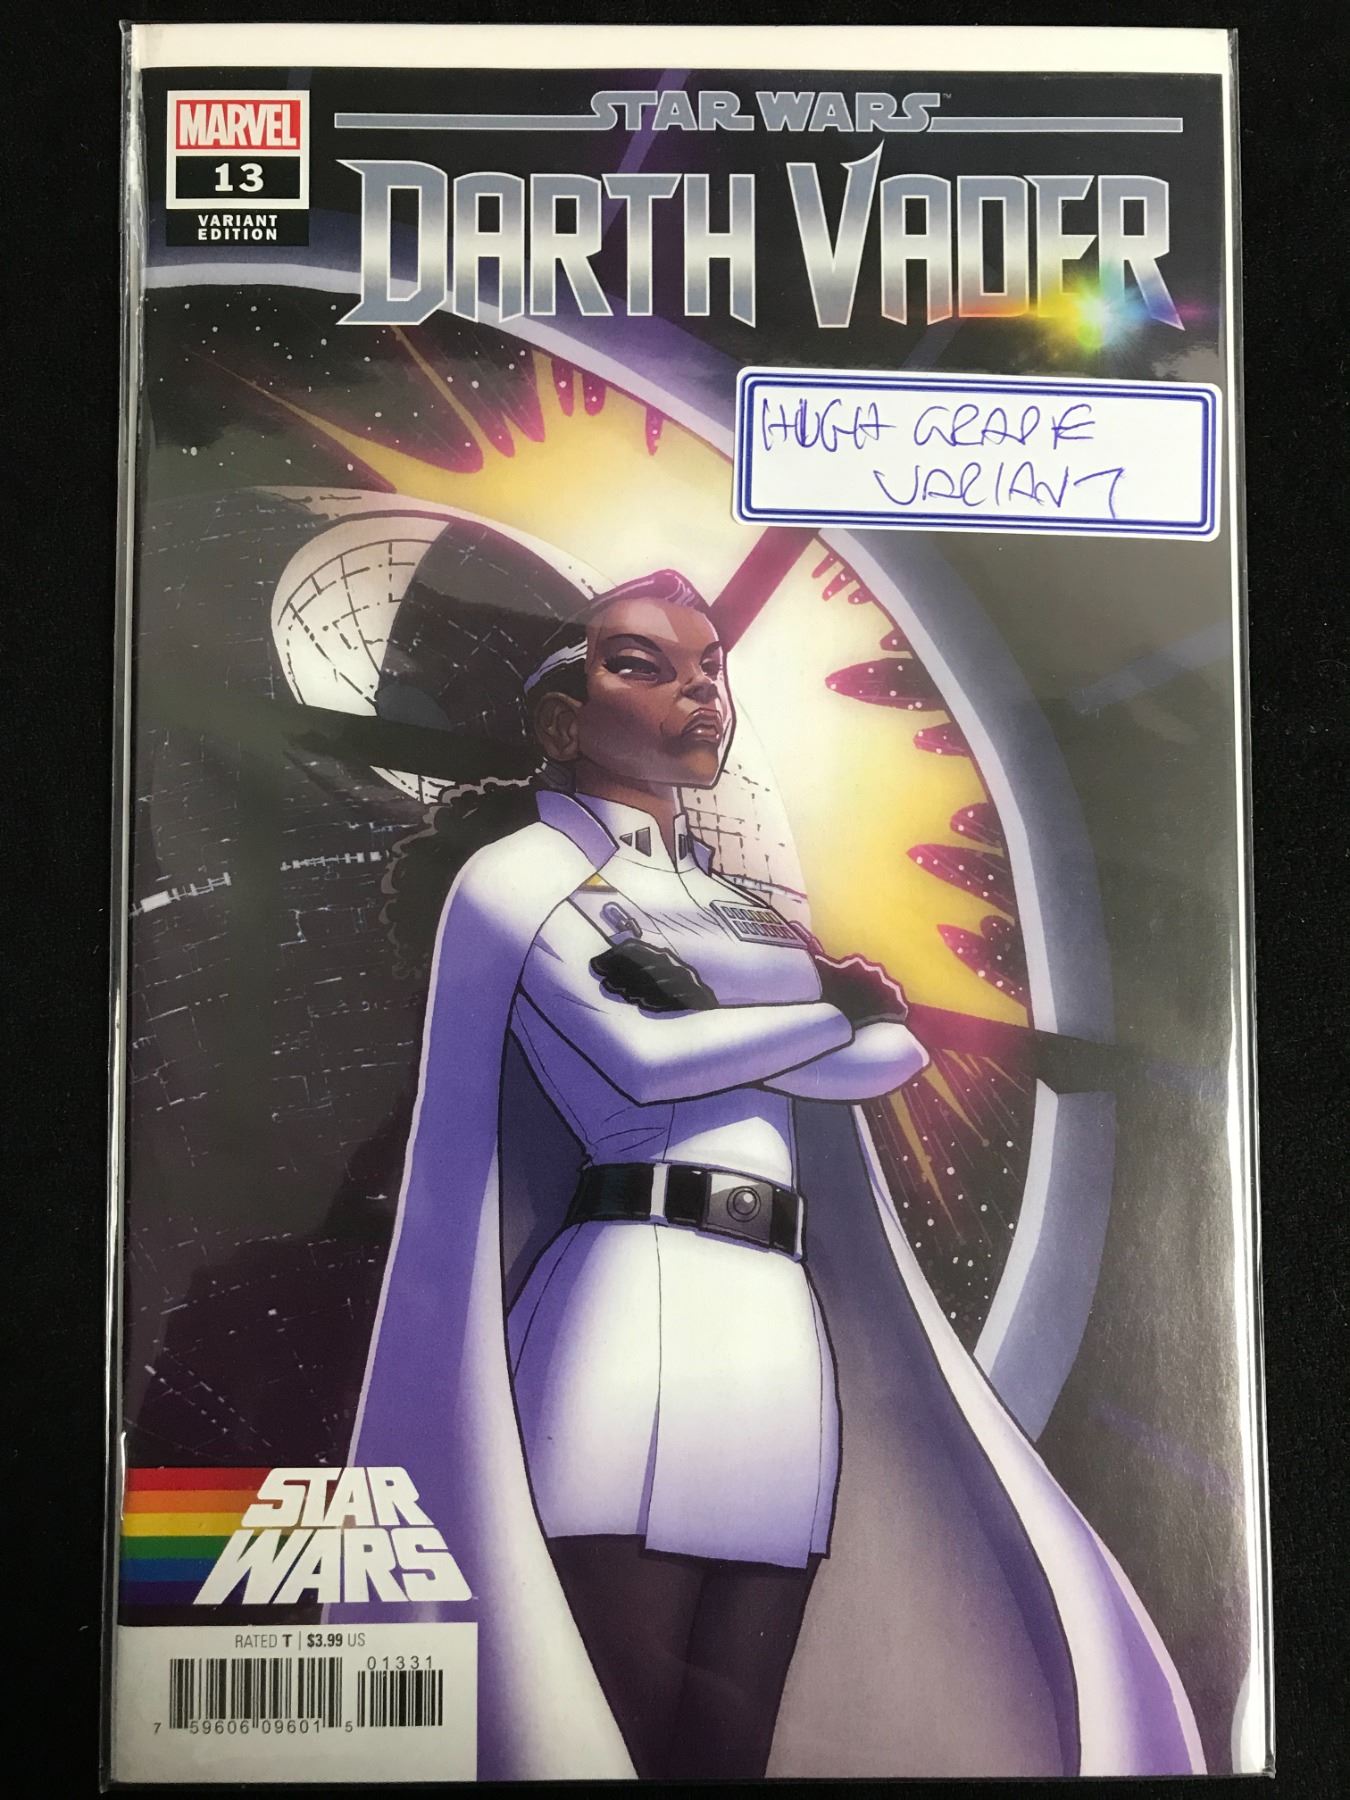 MARVEL
13
VARIANT
EDITION
STAR WARS™
DARTH VADER
HIGH GRADE
VARIANT
STAR
WARS
RATED T | $3.99 US
01331
7 59606 09601 5